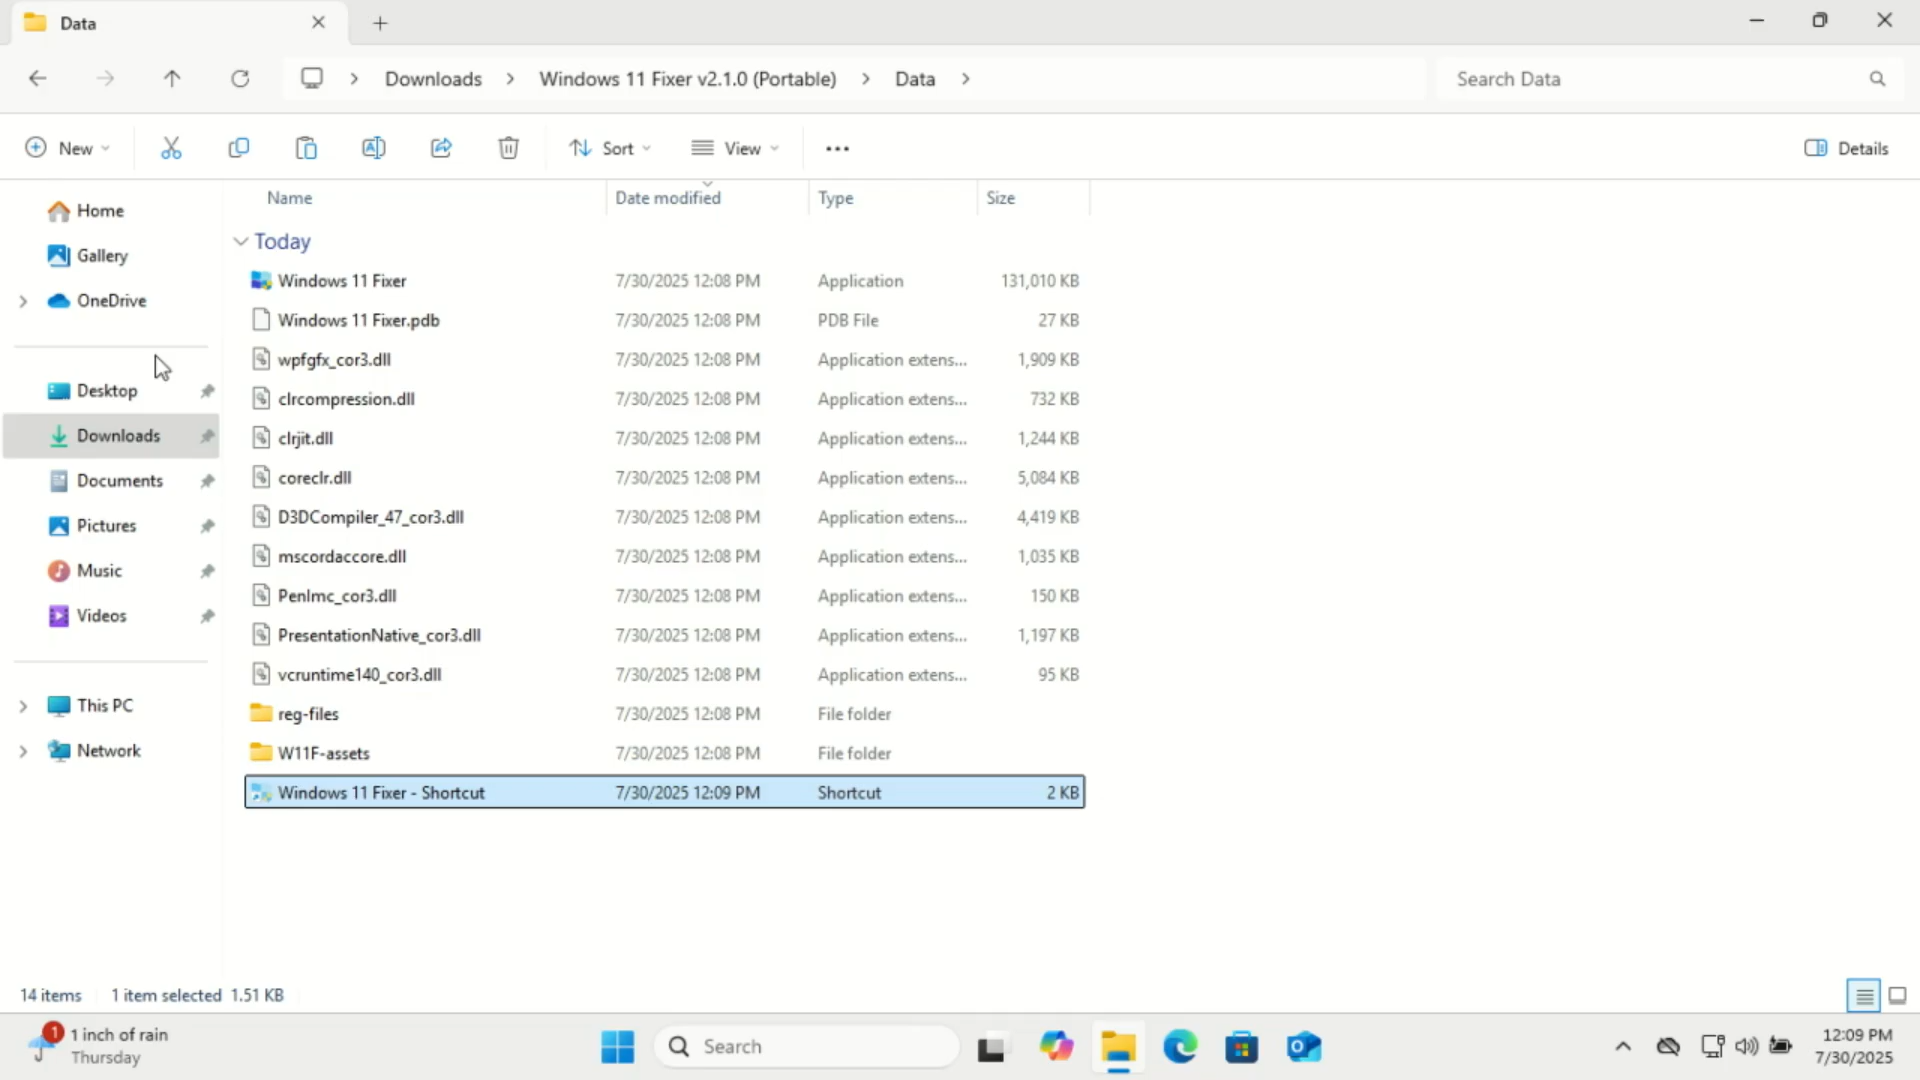 Data
Downloads > Windows 11 Fixer v2.1.0 (Portable) > Data >
Search Data
New
Sort
View
Details
Home
Gallery
OneDrive
Desktop
Downloads
Documents
Pictures
Music
Videos
This PC
Network
Name Date modified Type Size
Today
Windows 11 Fixer 7/30/2025 12:08 PM Application 131,010 KB
Windows 11 Fixer.pdb 7/30/2025 12:08 PM PDB File 27 KB
wpfgfx_cor3.dll 7/30/2025 12:08 PM Application extens... 1,909 KB
clrcompression.dll 7/30/2025 12:08 PM Application extens... 732 KB
clrjit.dll 7/30/2025 12:08 PM Application extens... 1,244 KB
coreclr.dll 7/30/2025 12:08 PM Application extens... 5,084 KB
D3DCompiler_47_cor3.dll 7/30/2025 12:08 PM Application extens... 4,419 KB
mscordaccore.dll 7/30/2025 12:08 PM Application extens... 1,035 KB
PenImc_cor3.dll 7/30/2025 12:08 PM Application extens... 150 KB
PresentationNative_cor3.dll 7/30/2025 12:08 PM Application extens... 1,197 KB
vcruntime140_cor3.dll 7/30/2025 12:08 PM Application extens... 95 KB
reg-files 7/30/2025 12:08 PM File folder
W11F-assets 7/30/2025 12:08 PM File folder
Windows 11 Fixer - Shortcut 7/30/2025 12:09 PM Shortcut 2 KB
14 items 1 item selected 1.51 KB
1
1 inch of rain
Thursday
Search
12:09 PM
7/30/2025